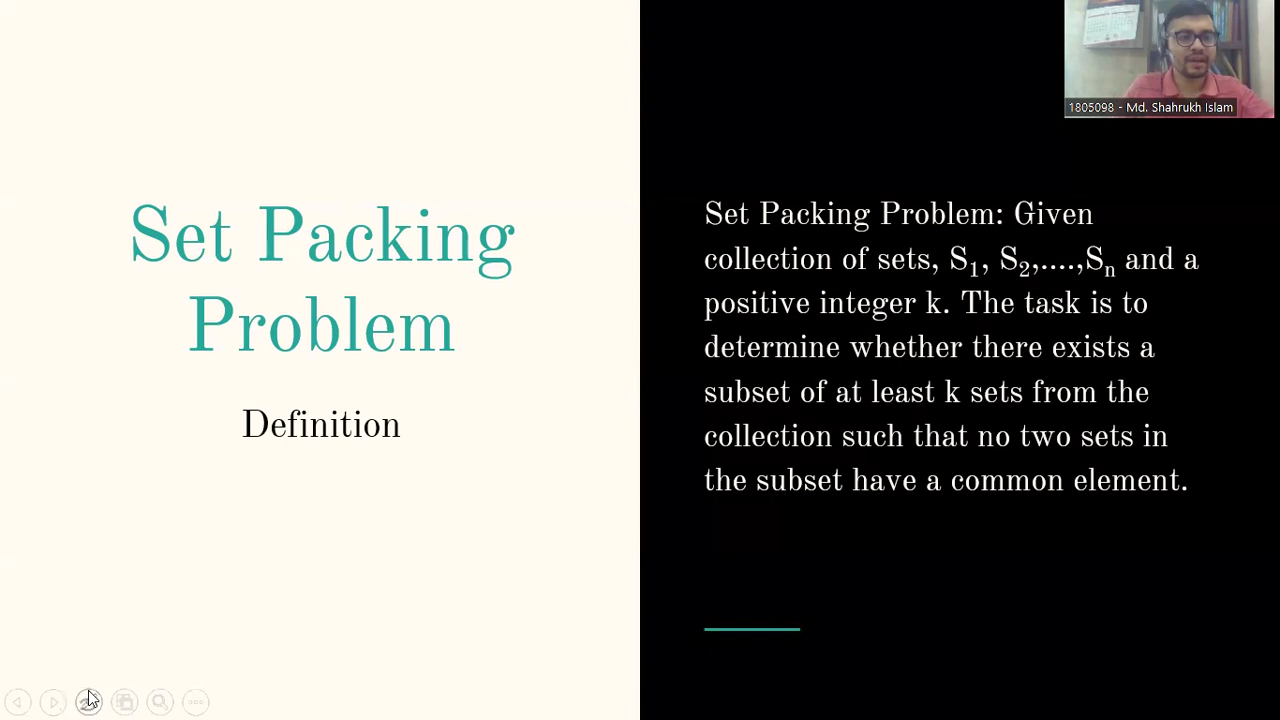 Set Packing
Problem
Definition
Set Packing Problem: Given
collection of sets, S₁, S₂,....,Sₙ and a
positive integer k. The task is to
determine whether there exists a
subset of at least k sets from the
collection such that no two sets in
the subset have a common element.
1805098 - Md. Shahrukh Islam